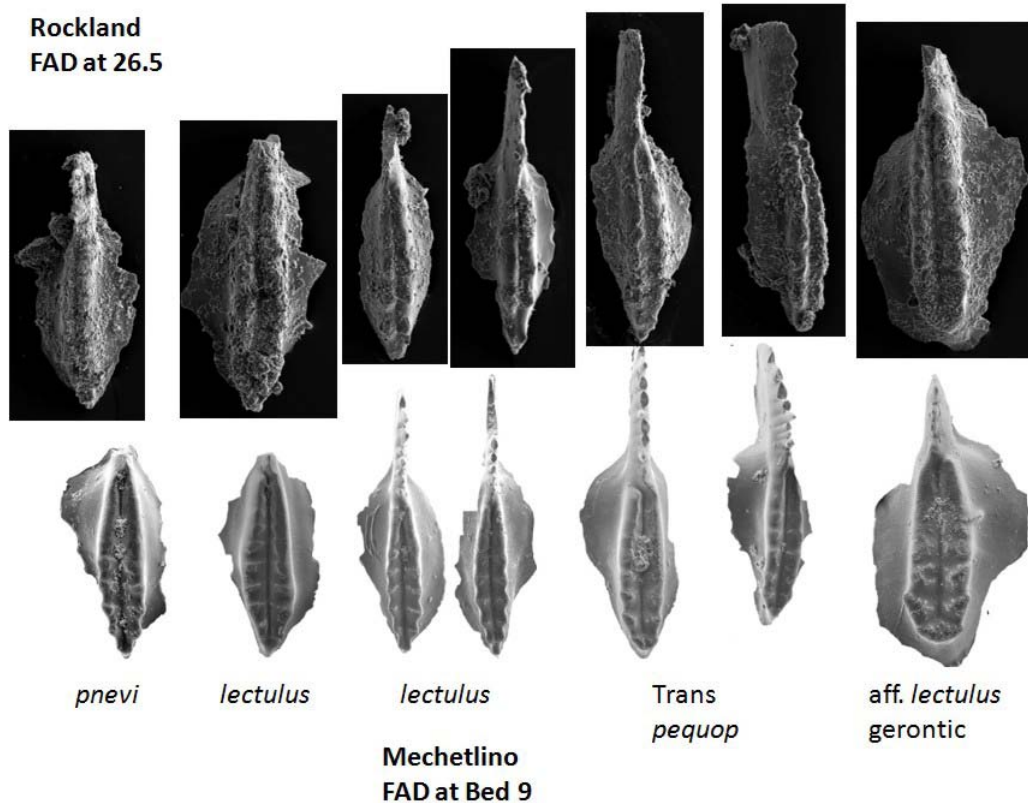 Rockland
FAD at 26.5
pnevi
lectulus
lectulus
Trans
pequop
aff. lectulus
gerontic
Mechetlino
FAD at Bed 9